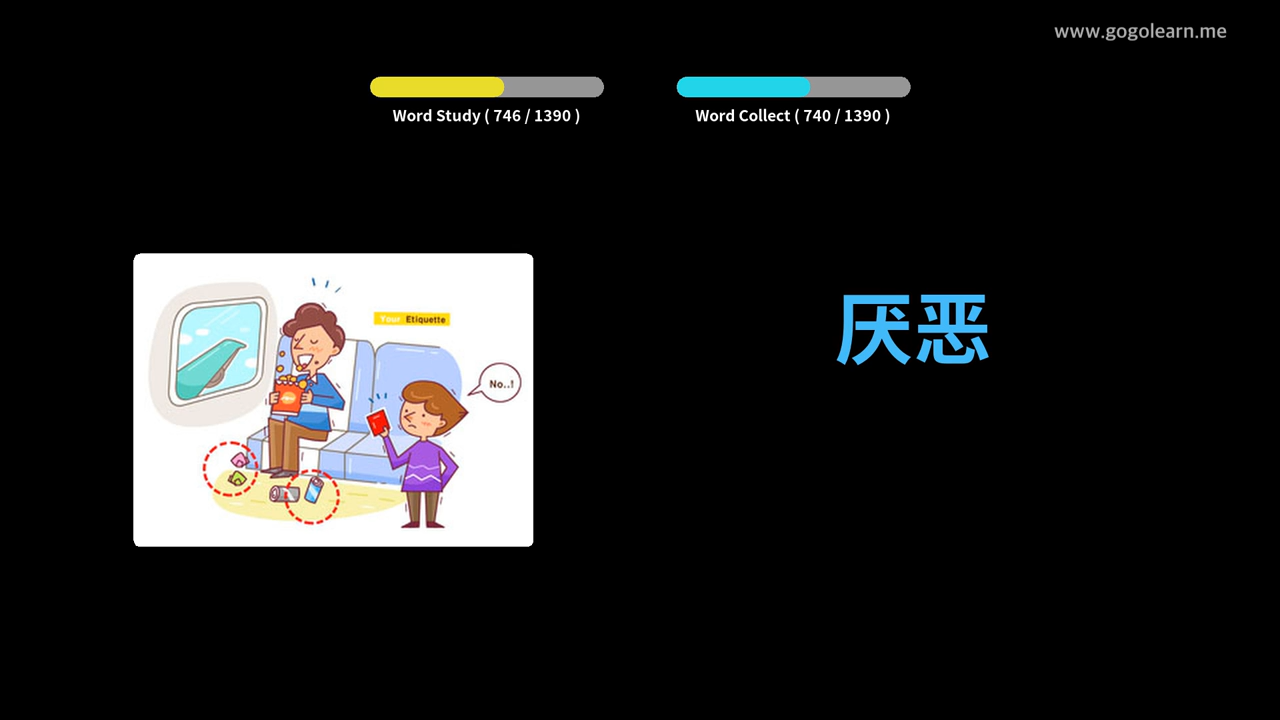 www.gogolearn.me
Word Study ( 746 / 1390 )
Word Collect ( 740 / 1390 )
Your Etiquette
No..!
厌恶